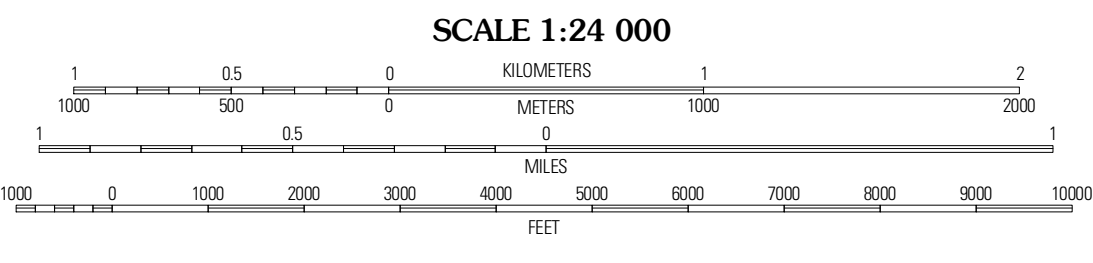 SCALE 1:24 000
1 0.5 0 KILOMETERS 1 2
1000 500 0 METERS 1000 2000
1 0.5 0 1
MILES
1000 0 1000 2000 3000 4000 5000 6000 7000 8000 9000 10000
FEET